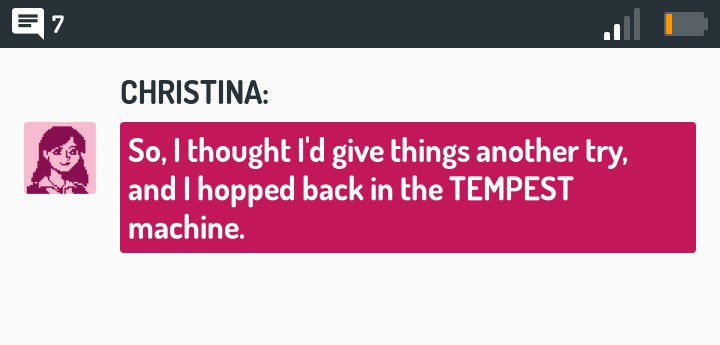 7
CHRISTINA:
So, I thought I'd give things another try,
and I hopped back in the TEMPEST
machine.